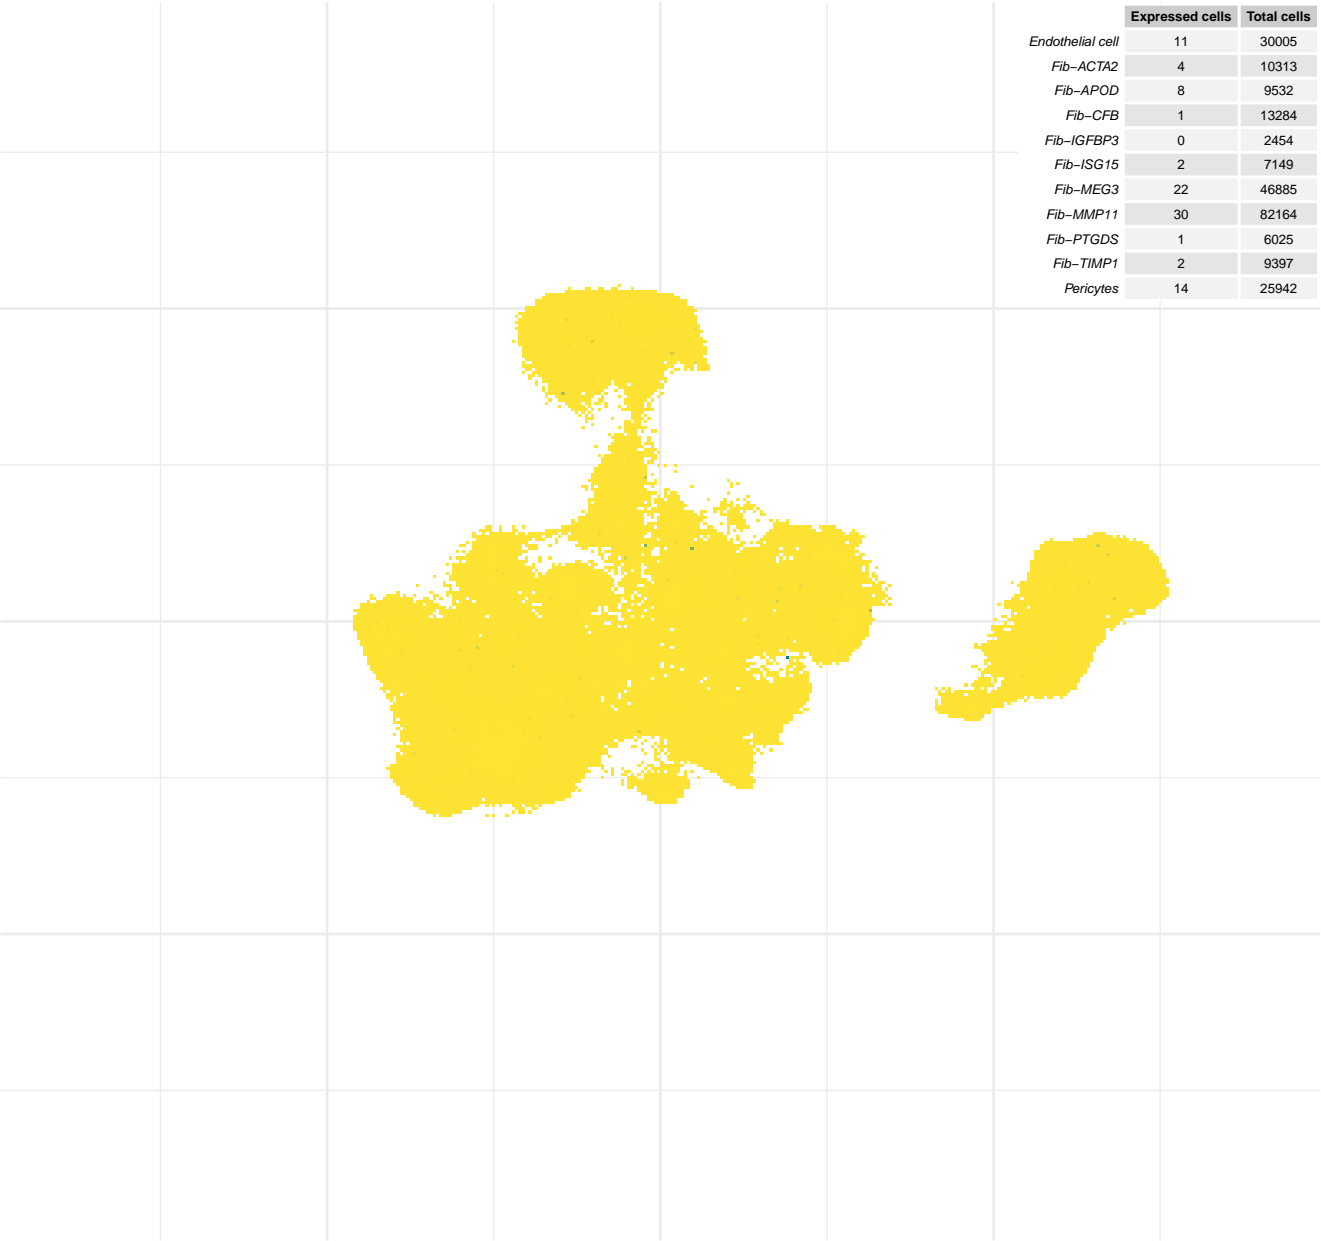 Expressed cells Total cells
Endothelial cell 11 30005
Fib−ACTA2 4 10313
Fib−APOD 8 9532
Fib−CFB 1 13284
Fib−IGFBP3 0 2454
Fib−ISG15 2 7149
Fib−MEG3 22 46885
Fib−MMP11 30 82164
Fib−PTGDS 1 6025
Fib−TIMP1 2 9397
Pericytes 14 25942